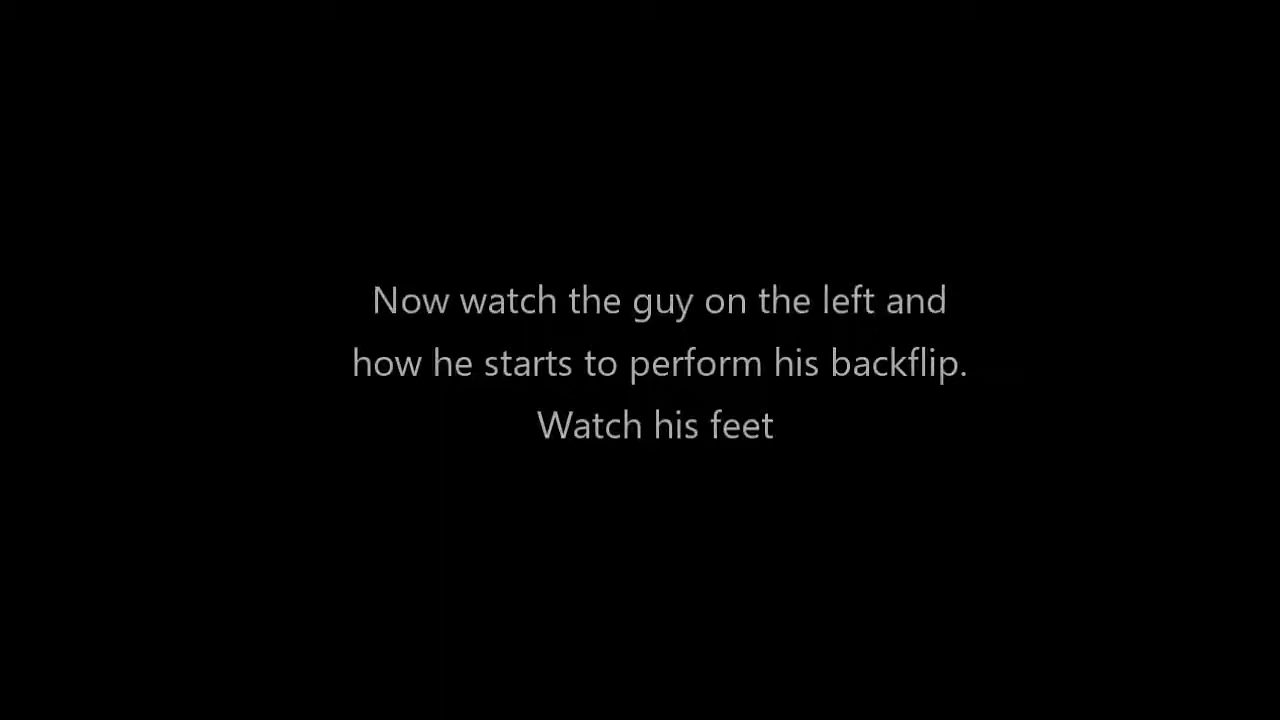 Now watch the guy on the left and
how he starts to perform his backflip.
Watch his feet